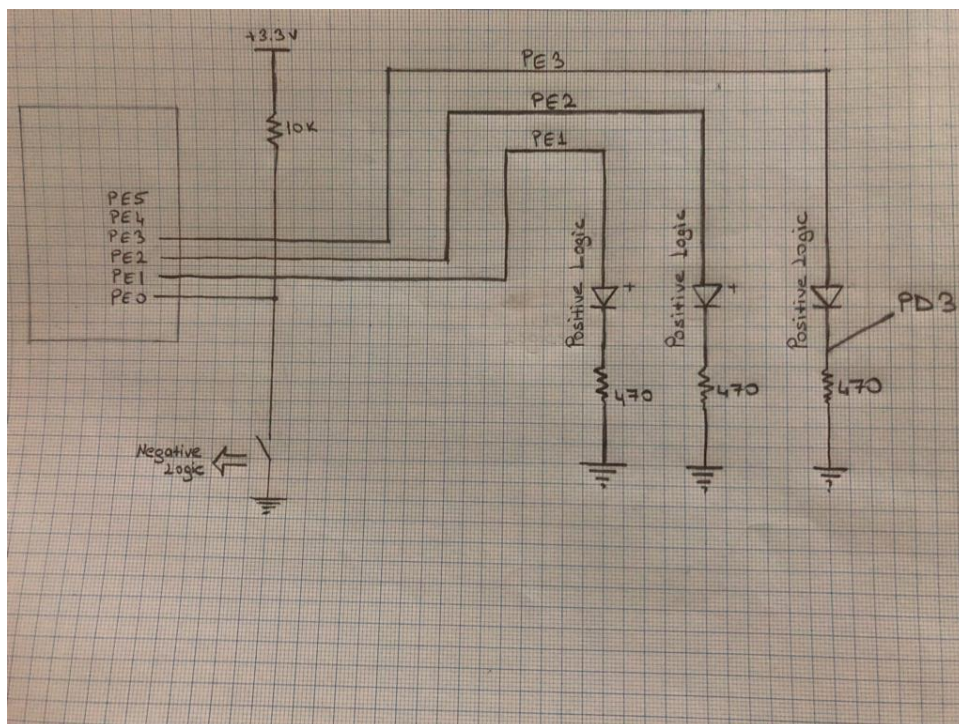 +3.3V
10K
PE3
PE2
PE1
PE5
PE4
PE3
PE2
PE1
PE0
Positive Logic
+
Positive Logic
+
Positive Logic
PD3
470
470
470
Negative
Logic